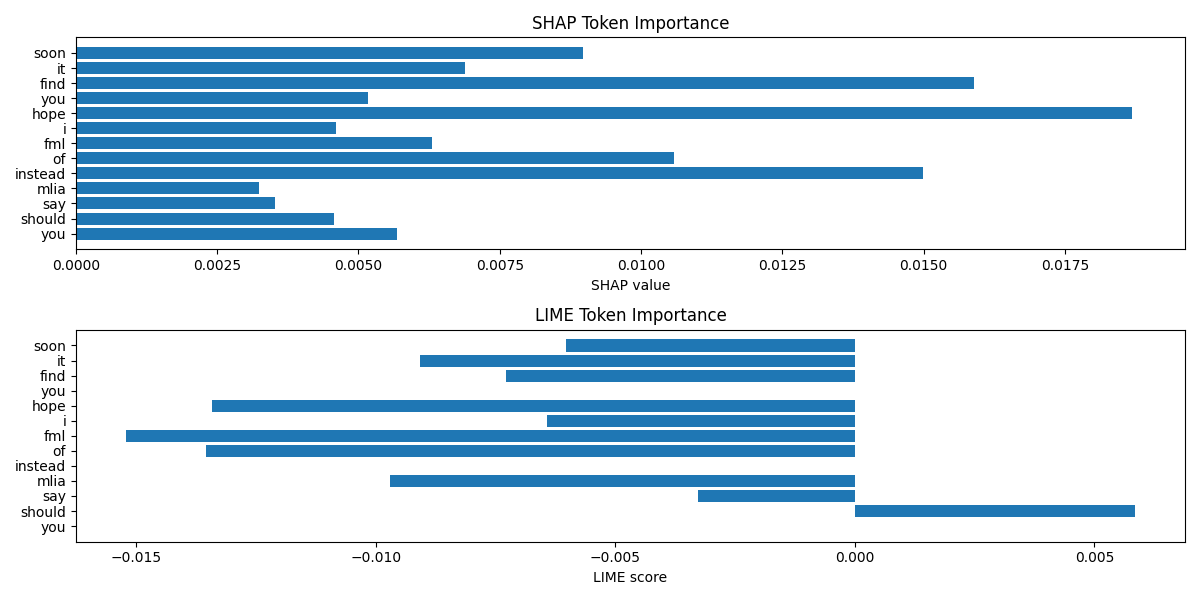 SHAP Token Importance
soon
it
find
you
hope
i
fml
of
instead
mlia
say
should
you
0.0000 0.0025 0.0050 0.0075 0.0100 0.0125 0.0150 0.0175
SHAP value
LIME Token Importance
soon
it
find
you
hope
i
fml
of
instead
mlia
say
should
you
−0.015 −0.010 −0.005 0.000 0.005
LIME score